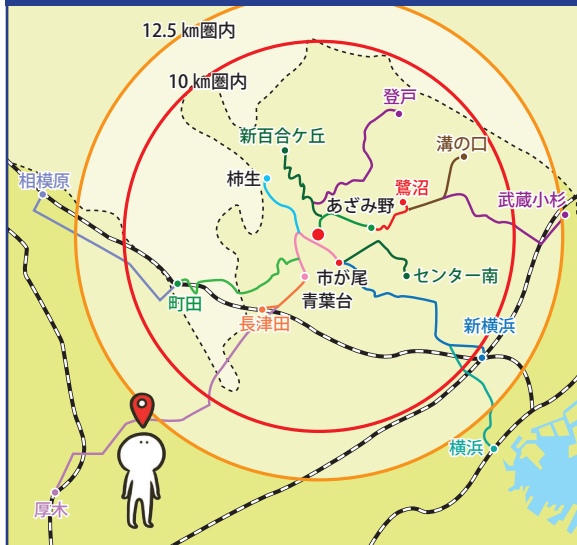 12.5 km圏内
10 km圏内
登戸
新百合ケ丘
溝の口
柿生
相模原
鷺沼
武蔵小杉
あざみ野
市が尾
センター南
青葉台
町田
長津田
新横浜
横浜
厚木